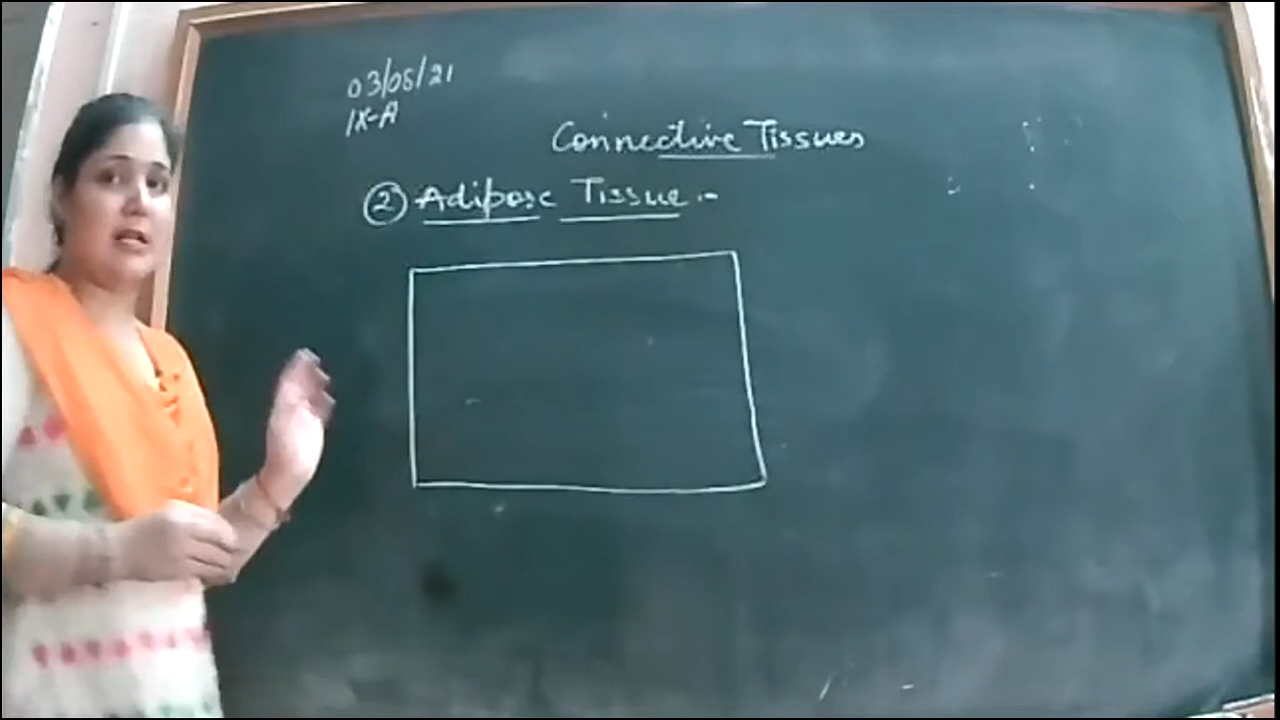 03/05/21
IX-A
Connective Tissues
② Adipose Tissue :-